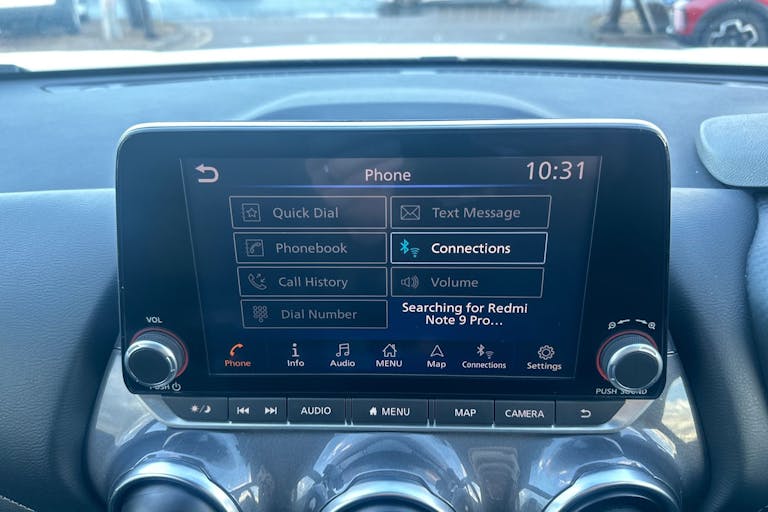 Phone 10:31
Quick Dial Text Message
Phonebook Connections
Call History Volume
Dial Number Searching for Redmi
Note 9 Pro...
VOL
PUSH
PUSH SOUND
Phone Info Audio MENU Map Connections Settings
AUDIO MENU MAP CAMERA